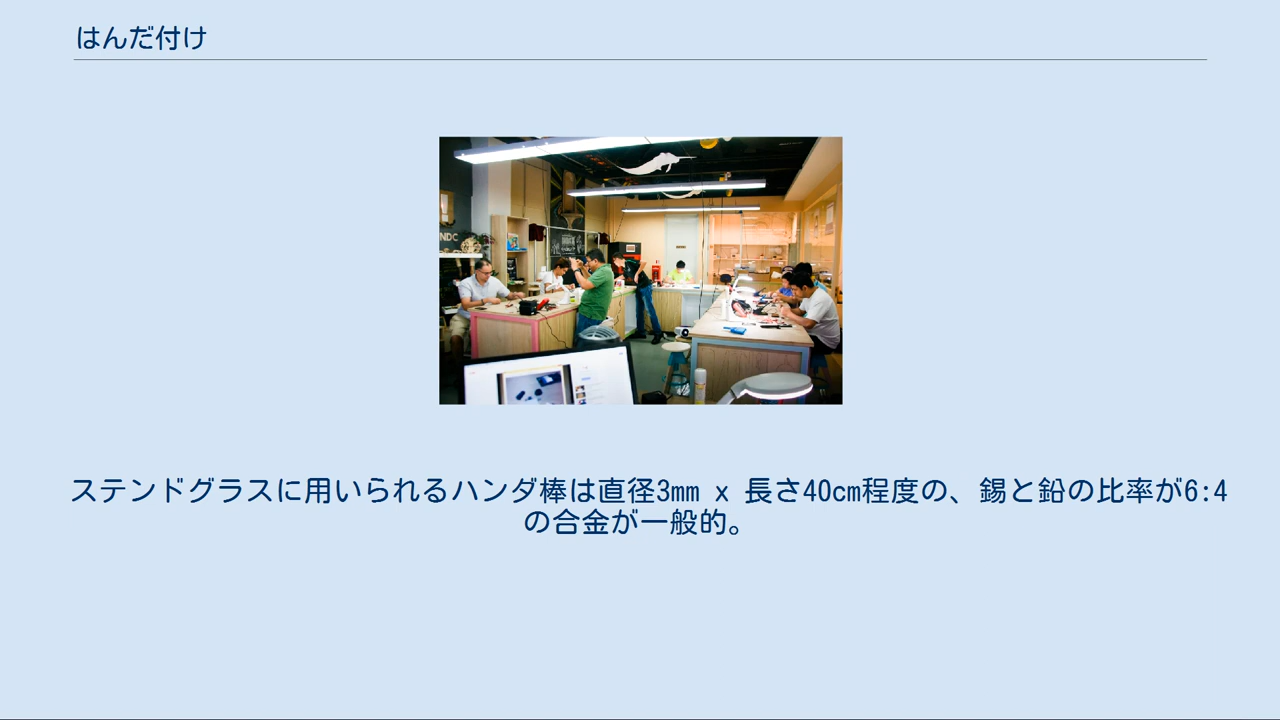 はんだ付け
NDC
ステンドグラスに用いられるハンダ棒は直径3mm x 長さ40cm程度の、錫と鉛の比率が6:4
の合金が一般的。